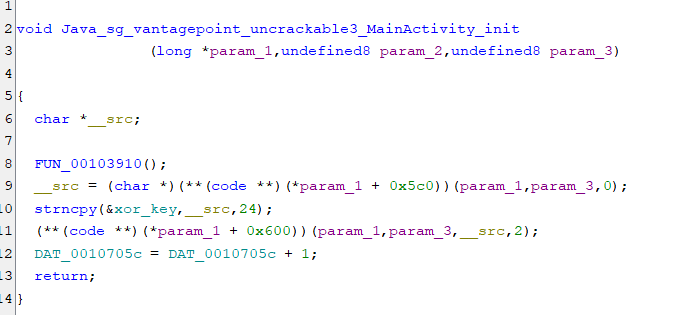 1
2 void Java_sg_vantagepoint_uncrackable3_MainActivity_init
3 (long *param_1,undefined8 param_2,undefined8 param_3)
4
5 {
6 char *__src;
7
8 FUN_00103910();
9 __src = (char *)(**(code **)(*param_1 + 0x5c0))(param_1,param_3,0);
10 strncpy(&xor_key,__src,24);
11 (**(code **)(*param_1 + 0x600))(param_1,param_3,__src,2);
12 DAT_0010705c = DAT_0010705c + 1;
13 return;
14 }